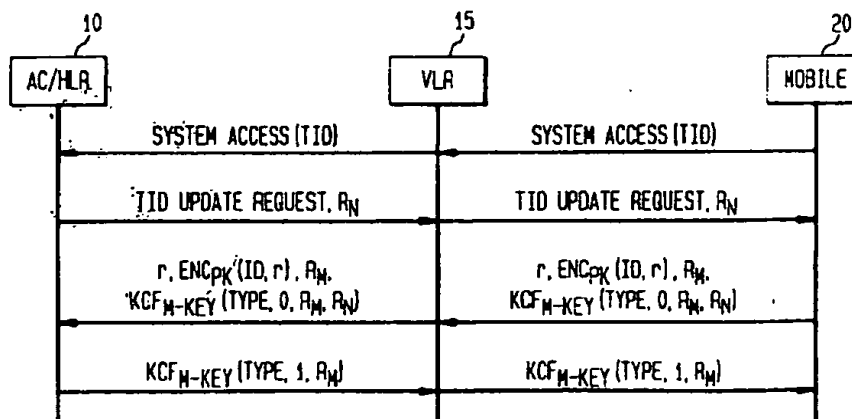 10 15 20
AC/HLR VLR MOBILE
SYSTEM ACCESS (TID) SYSTEM ACCESS (TID)
TID UPDATE REQUEST, R_N TID UPDATE REQUEST, R_N
r, ENC_PK (ID, r), R_M, r, ENC_PK (ID, r), R_M,
KCF_M-KEY (TYPE, 0, R_M, R_N) KCF_M-KEY (TYPE, 0, R_M, R_N)
KCF_M-KEY (TYPE, 1, R_M) KCF_M-KEY (TYPE, 1, R_M)